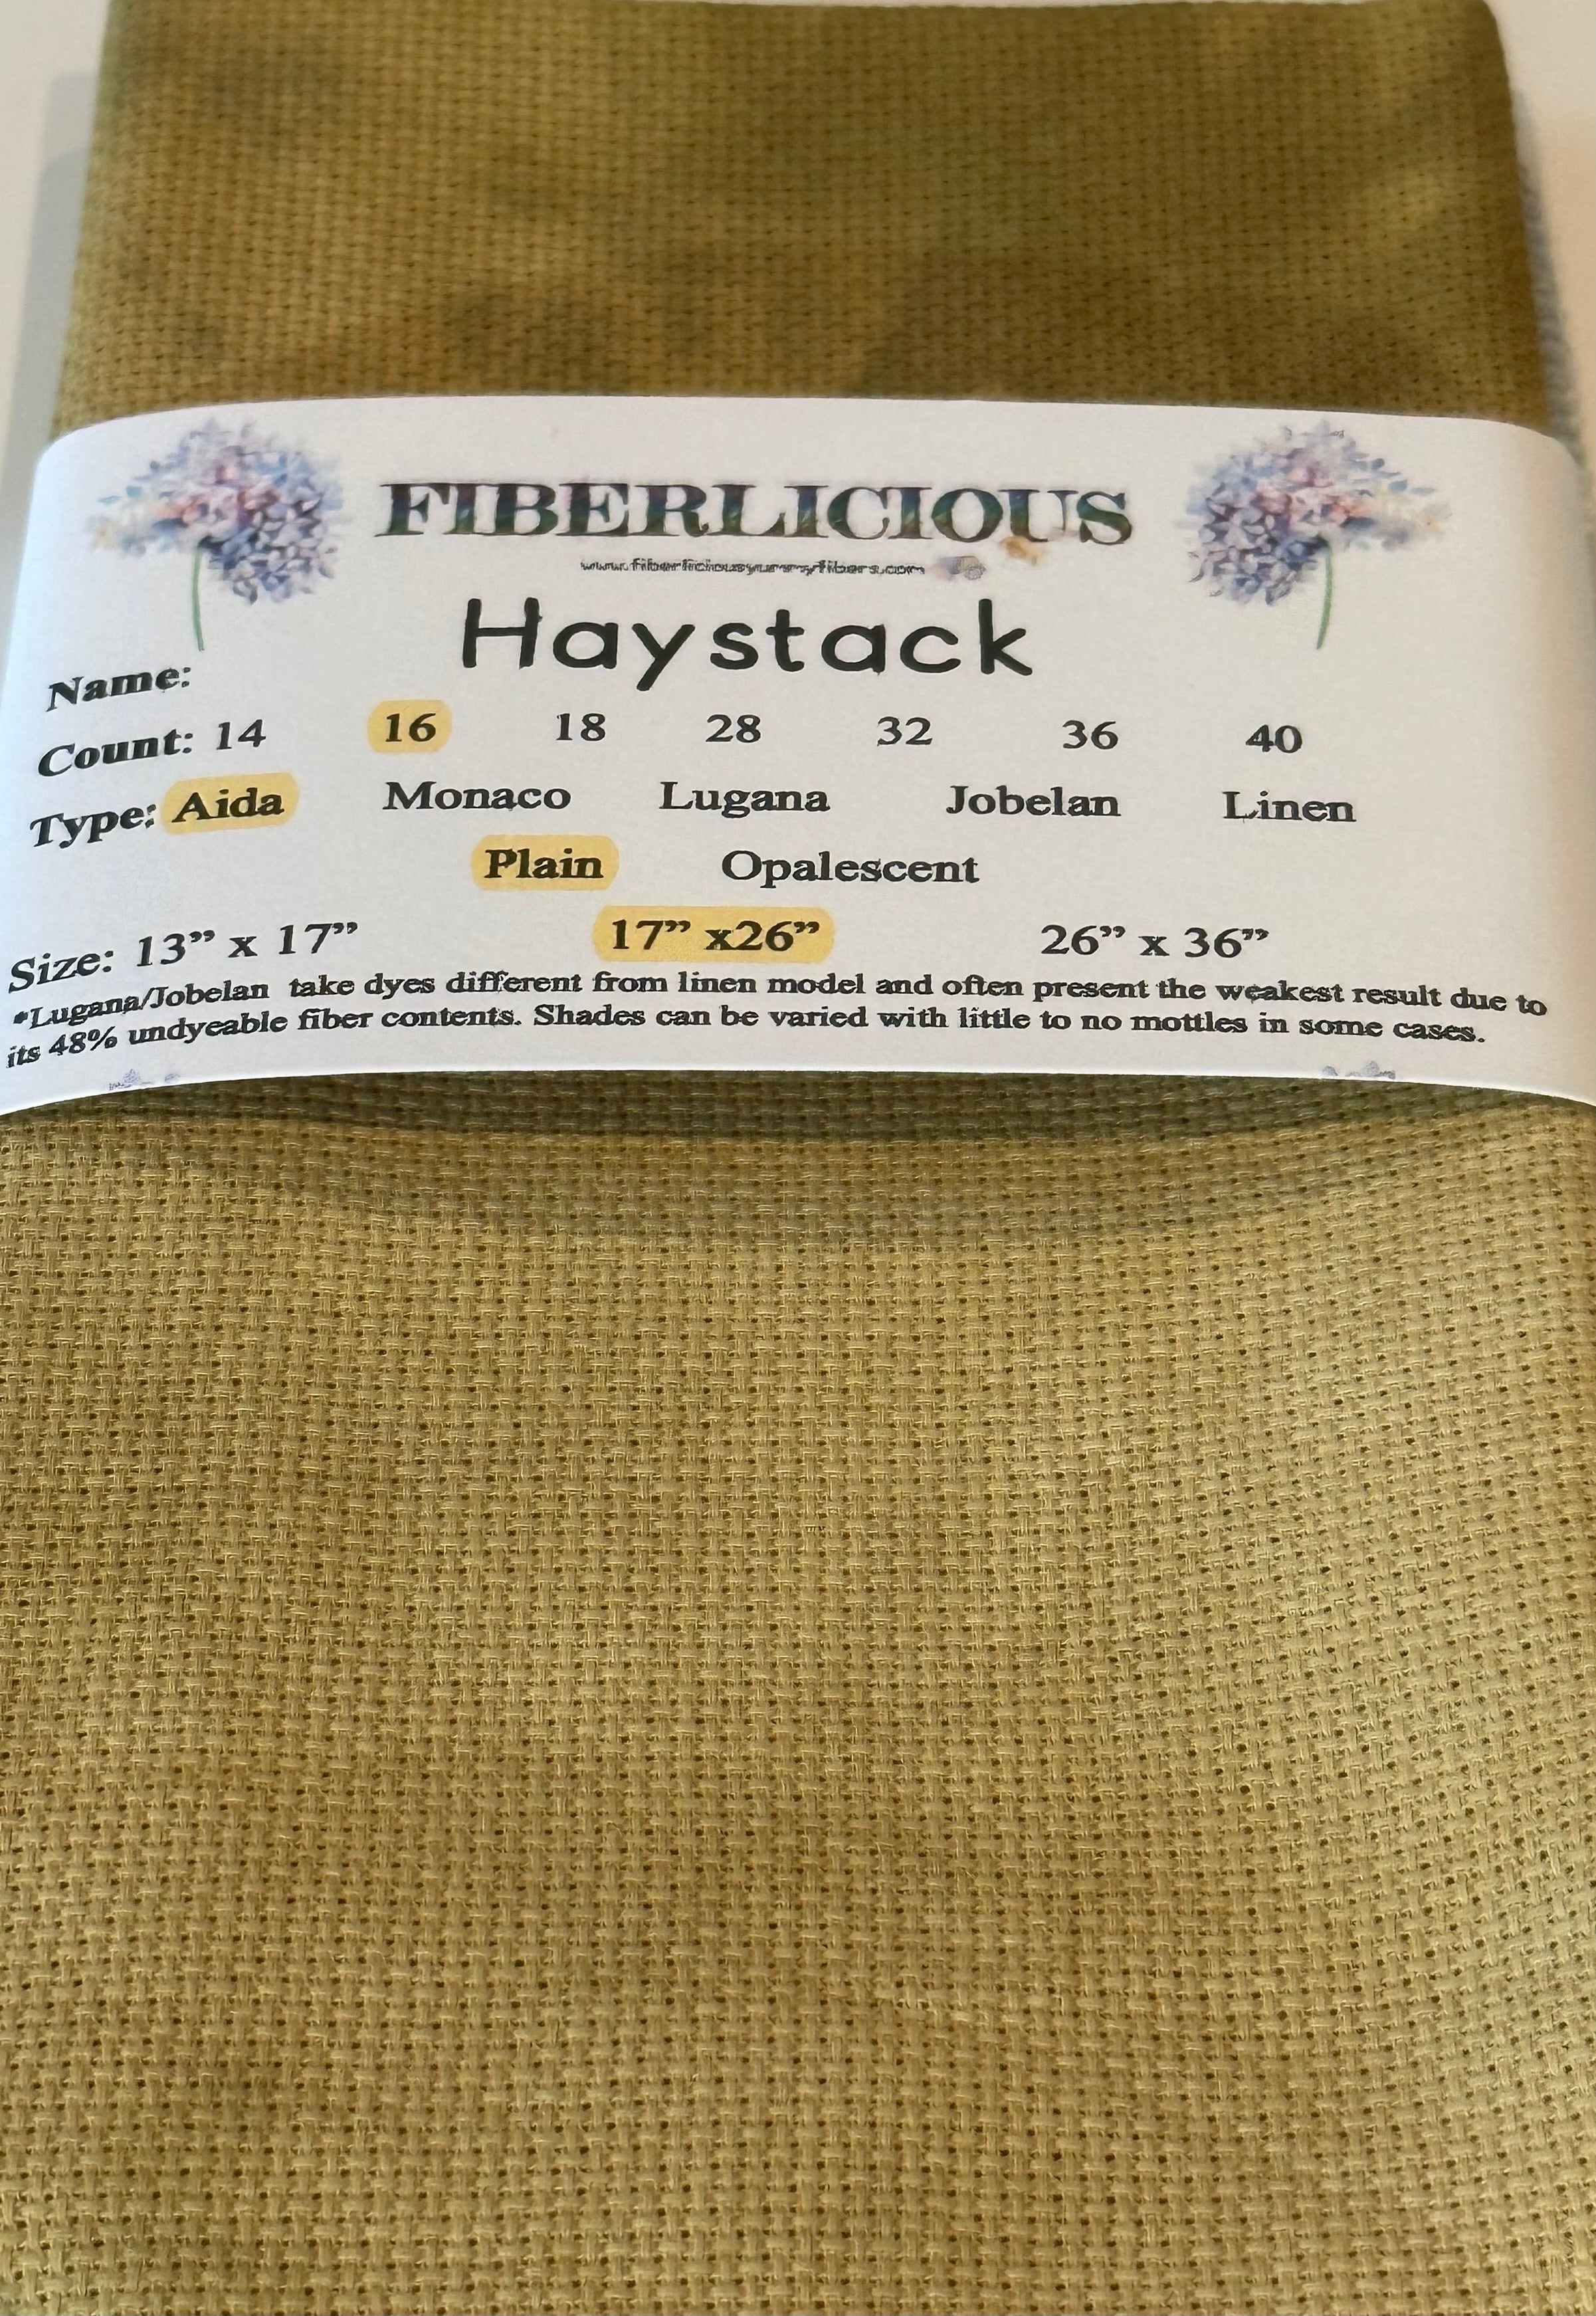 FIBERLICIOUS
www.fiberliciousyummyfibers.com
Name: Haystack
Count: 14 16 18 28 32 36 40
Type: Aida Monaco Lugana Jobelan Linen
Plain Opalescent
Size: 13” x 17” 17” x26” 26” x 36”
*Lugana/Jobelan take dyes different from linen model and often present the weakest result due to
its 48% undyeable fiber contents. Shades can be varied with little to no mottles in some cases.